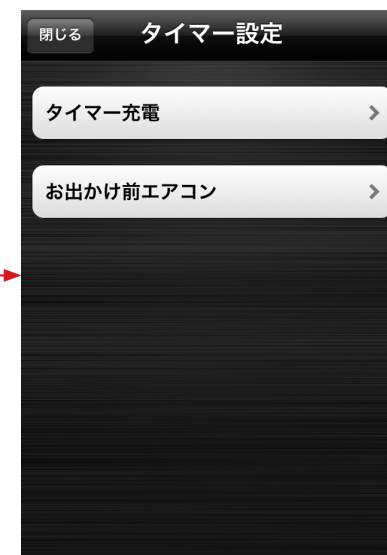 閉じる
タイマー設定
タイマー充電
お出かけ前エアコン